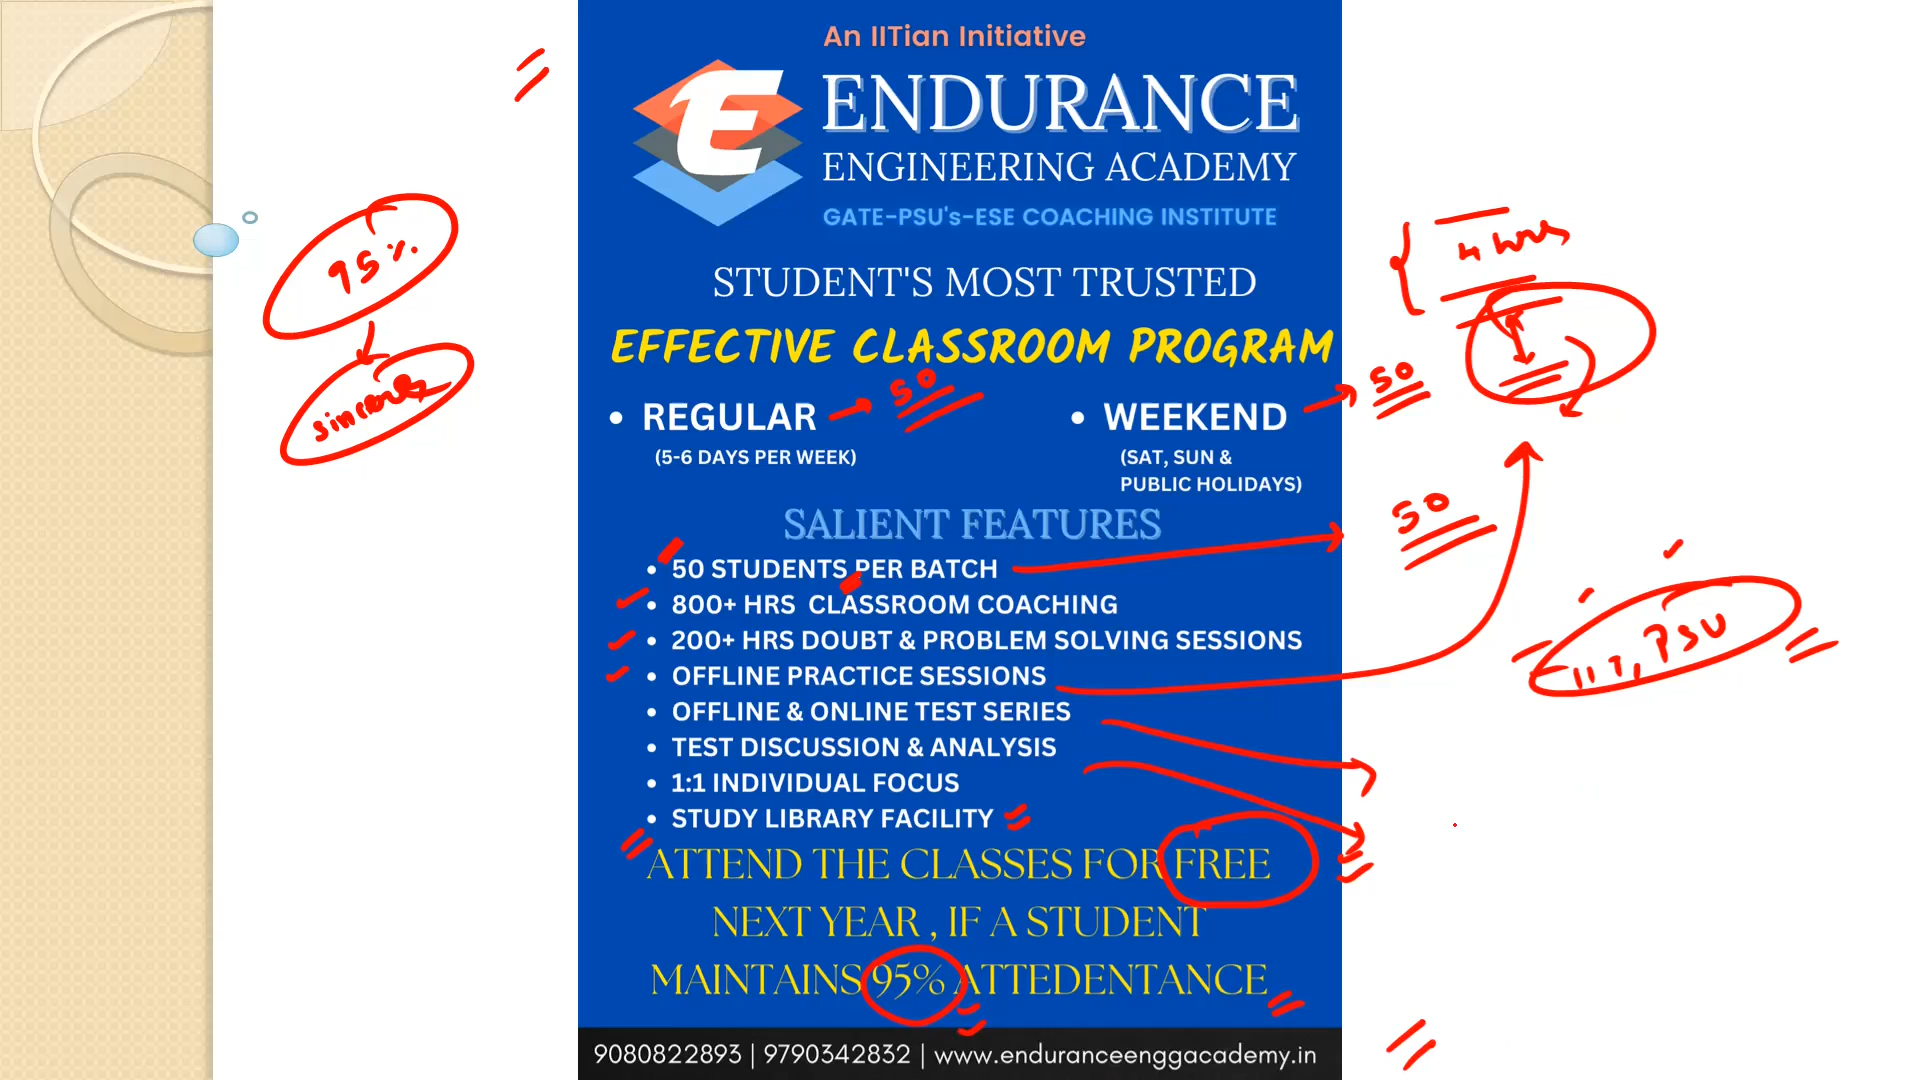 An IITian Initiative
ENDURANCE
ENGINEERING ACADEMY
GATE-PSU's-ESE COACHING INSTITUTE
STUDENT'S MOST TRUSTED
EFFECTIVE CLASSROOM PROGRAM
• REGULAR
50
(5-6 DAYS PER WEEK)
• WEEKEND
50
(SAT, SUN &
PUBLIC HOLIDAYS)
SALIENT FEATURES
• 50 STUDENTS PER BATCH
50
• 800+ HRS CLASSROOM COACHING
• 200+ HRS DOUBT & PROBLEM SOLVING SESSIONS
• OFFLINE PRACTICE SESSIONS
• OFFLINE & ONLINE TEST SERIES
• TEST DISCUSSION & ANALYSIS
• 1:1 INDIVIDUAL FOCUS
• STUDY LIBRARY FACILITY
ATTEND THE CLASSES FOR FREE
NEXT YEAR , IF A STUDENT
MAINTAINS 95% ATTEDENTANCE
9080822893 | 9790342832 | www.enduranceenggacademy.in
95%
4 hrs
IIT, PSU